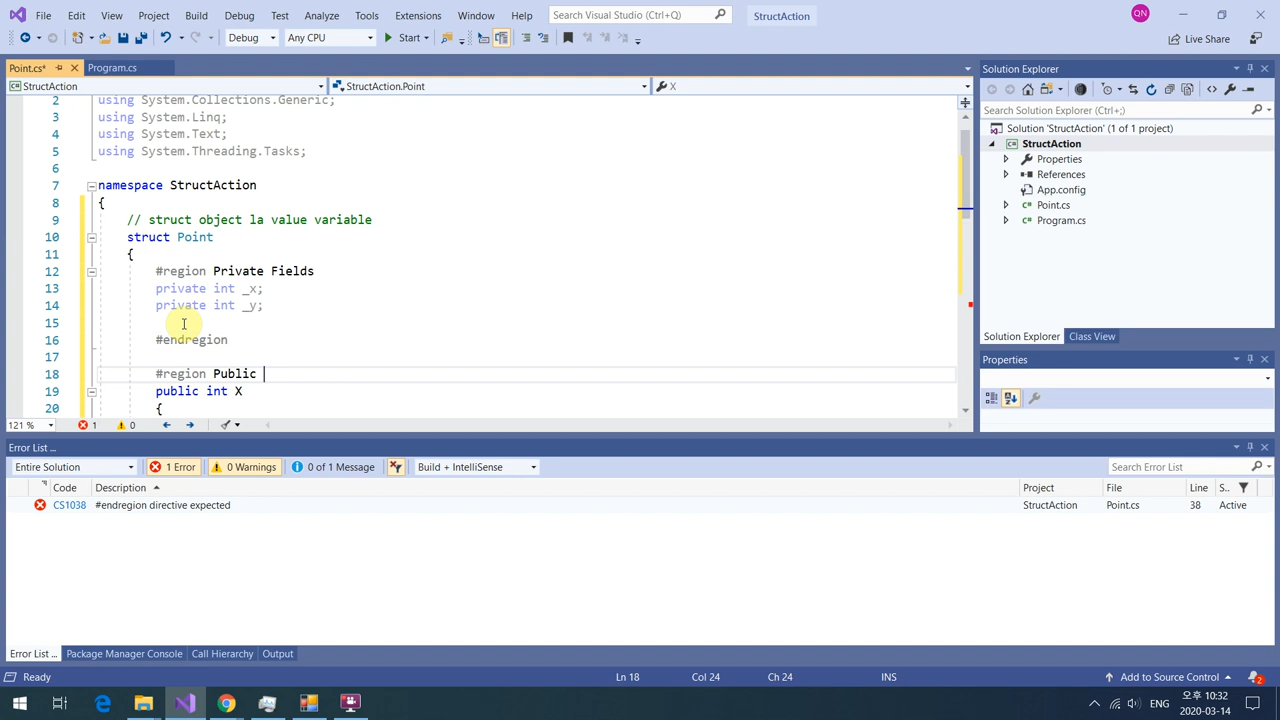 File Edit View Project Build Debug Test Analyze Tools Extensions Window Help Search Visual Studio (Ctrl+Q) StructAction QN
Debug Any CPU Start Live Share
Point.cs* Program.cs
StructAction StructAction.Point X
2 using System.Collections.Generic;
3 using System.Linq;
4 using System.Text;
5 using System.Threading.Tasks;
6
7 namespace StructAction
8 {
9 // struct object la value variable
10 struct Point
11 {
12 #region Private Fields
13 private int _x;
14 private int _y;
15
16 #endregion
17
18 #region Public
19 public int X
20 {
121 % 1 0
Solution Explorer
Search Solution Explorer (Ctrl+;)
Solution 'StructAction' (1 of 1 project)
StructAction
Properties
References
App.config
Point.cs
Program.cs
Solution Explorer Class View
Properties
Error List ...
Entire Solution 1 Error 0 Warnings 0 of 1 Message Build + IntelliSense Search Error List
Code Description Project File Line S..
CS1038 #endregion directive expected StructAction Point.cs 38 Active
Error List ... Package Manager Console Call Hierarchy Output
Ready Ln 18 Col 24 Ch 24 INS Add to Source Control 2
ENG 오후 10:32
2020-03-14